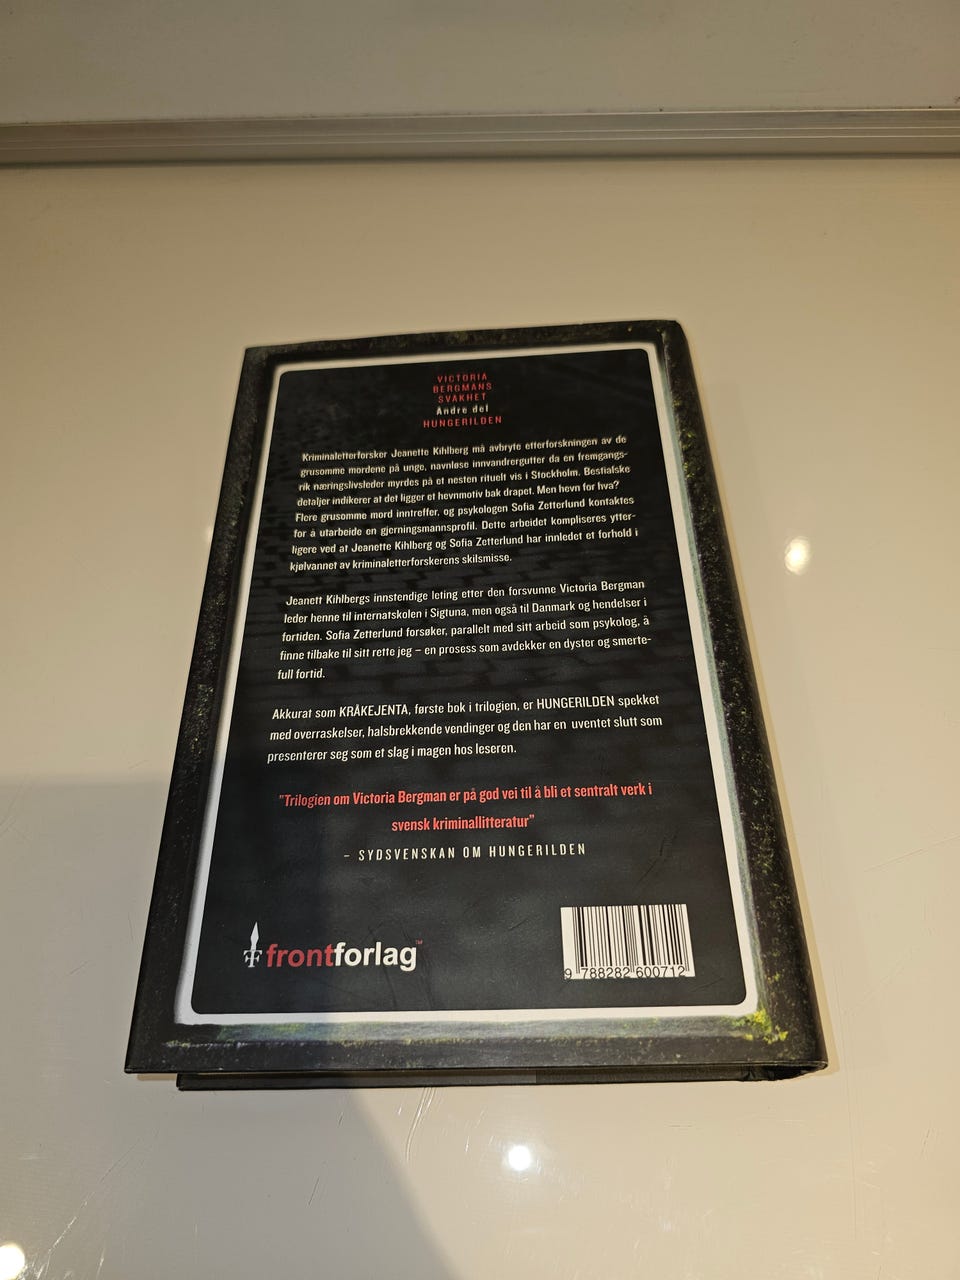 VICTORIA
BERGMANS
SVAKHET
Andre del
HUNGERILDEN
Kriminaletterforsker Jeanette Kihlberg må avbryte etterforskningen av de
grusomme mordene på unge, navnløse innvandrergutter da en fremgangs-
rik næringslivsleder myrdes på et nesten rituelt vis i Stockholm. Bestialske
detaljer indikerer at det ligger et hevnmotiv bak drapet. Men hevn for hva?
Flere grusomme mord inntreffer, og psykologen Sofia Zetterlund kontaktes
for å utarbeide en gjerningsmannsprofil. Dette arbeidet kompliseres ytter-
ligere ved at Jeanette Kihlberg og Sofia Zetterlund har innledet et forhold i
kjølvannet av kriminaletterforskerens skilsmisse.
Jeanett Kihlbergs innstendige leting etter den forsvunne Victoria Bergman
leder henne til internatskolen i Sigtuna, men også til Danmark og hendelser i
fortiden. Sofia Zetterlund forsøker, parallelt med sitt arbeid som psykolog, å
finne tilbake til sitt rette jeg – en prosess som avdekker en dyster og smerte-
full fortid.
Akkurat som KRÅKEJENTA, første bok i trilogien, er HUNGERILDEN spekket
med overraskelser, halsbrekkende vendinger og den har en uventet slutt som
presenterer seg som et slag i magen hos leseren.
"Trilogien om Victoria Bergman er på god vei til å bli et sentralt verk i
svensk kriminallitteratur"
– SYDSVENSKAN OM HUNGERILDEN
frontforlag™
9 788282 600712